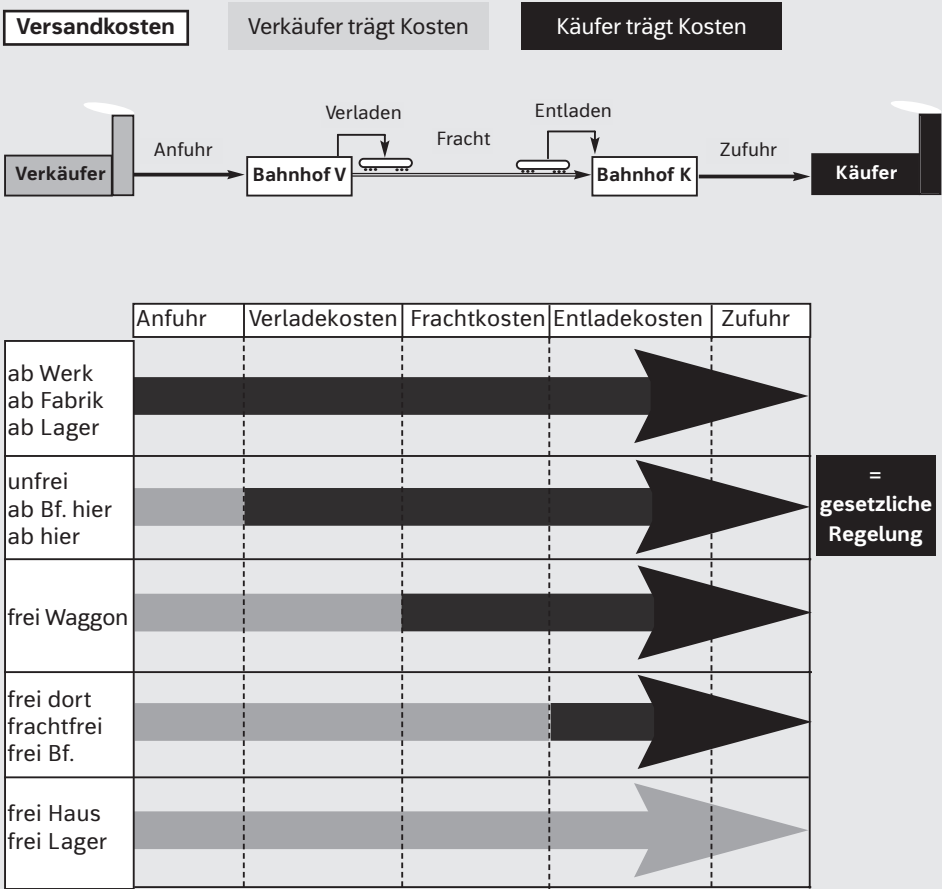 Versandkosten
Verkäufer trägt Kosten
Käufer trägt Kosten
Verladen
Entladen
Anfuhr
Fracht
Zufuhr
Verkäufer
Bahnhof V
Bahnhof K
Käufer
Anfuhr
Verladekosten
Frachtkosten
Entladekosten
Zufuhr
ab Werk
ab Fabrik
ab Lager
unfrei
ab Bf. hier
ab hier
=
gesetzliche
Regelung
frei Waggon
frei dort
frachtfrei
frei Bf.
frei Haus
frei Lager